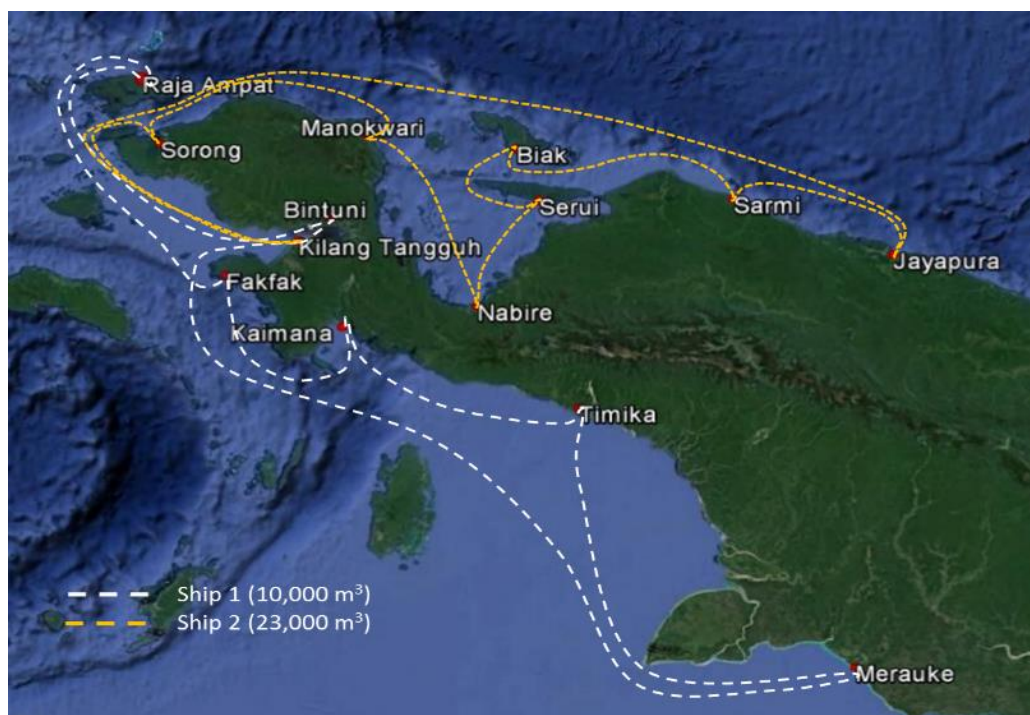 Raja Ampat
Manokwari
Sorong
Biak
Serui
Sarmi
Bintuni
Kilang Tangguh
Jayapura
Fakfak
Nabire
Kaimana
Timika
Ship 1 (10,000 m³)
Ship 2 (23,000 m³)
Merauke